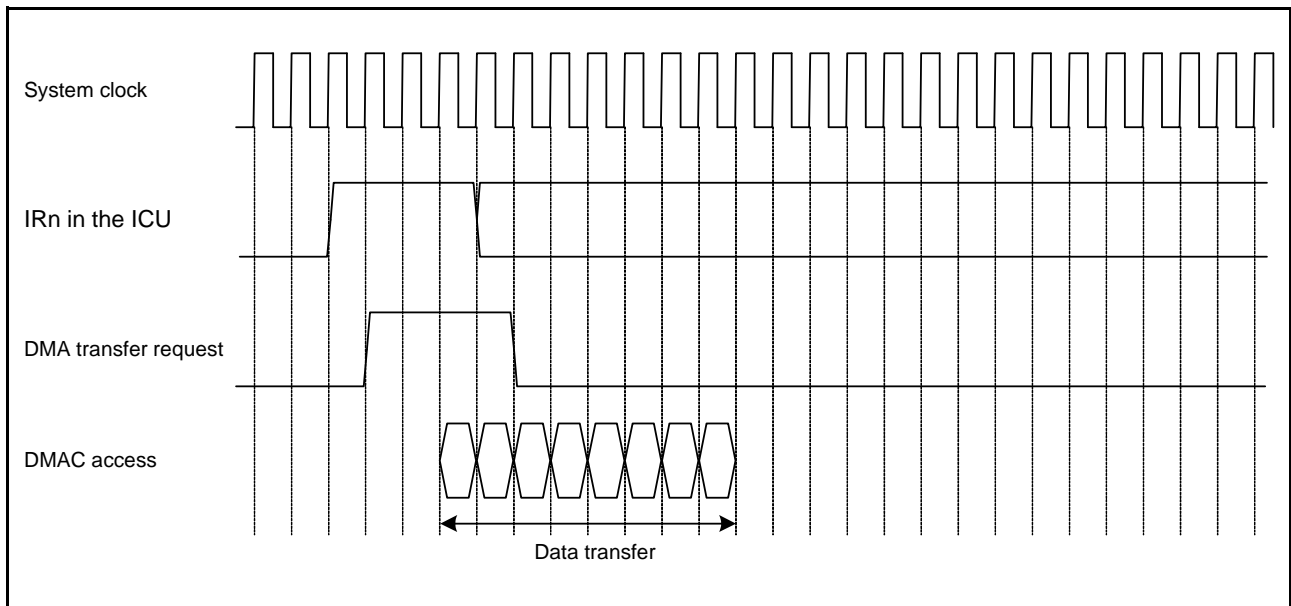 System clock
IRn in the ICU
DMA transfer request
DMAC access
Data transfer